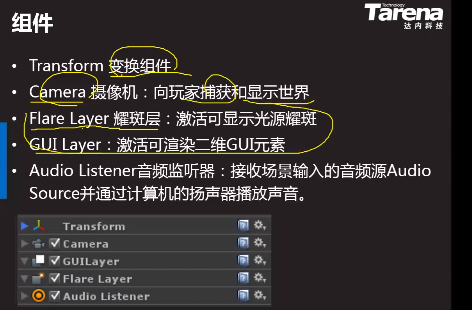 组件
Technology
Tarena
达内科技
• Transform 变换组件
• Camera 摄像机：向玩家捕获和显示世界
• Flare Layer 耀斑层：激活可显示光源耀斑
• GUI Layer：激活可渲染二维GUI元素
• Audio Listener音频监听器：接收场景输入的音频源Audio
Source并通过计算机的扬声器播放声音。
Transform
Camera
GUILayer
Flare Layer
Audio Listener